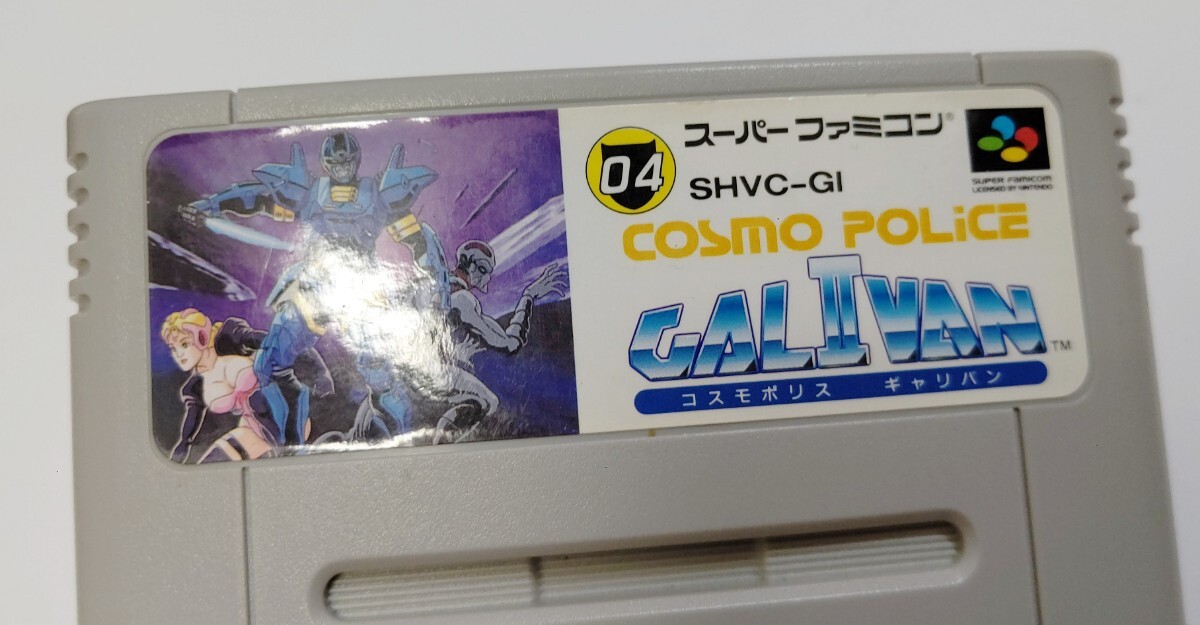 04
スーパーファミコン®
SHVC-GI
SUPER FAMICOM
LICENSED BY NINTENDO
COSMO POLiCE
GALIVAN II ™
コスモポリス ギャリバン